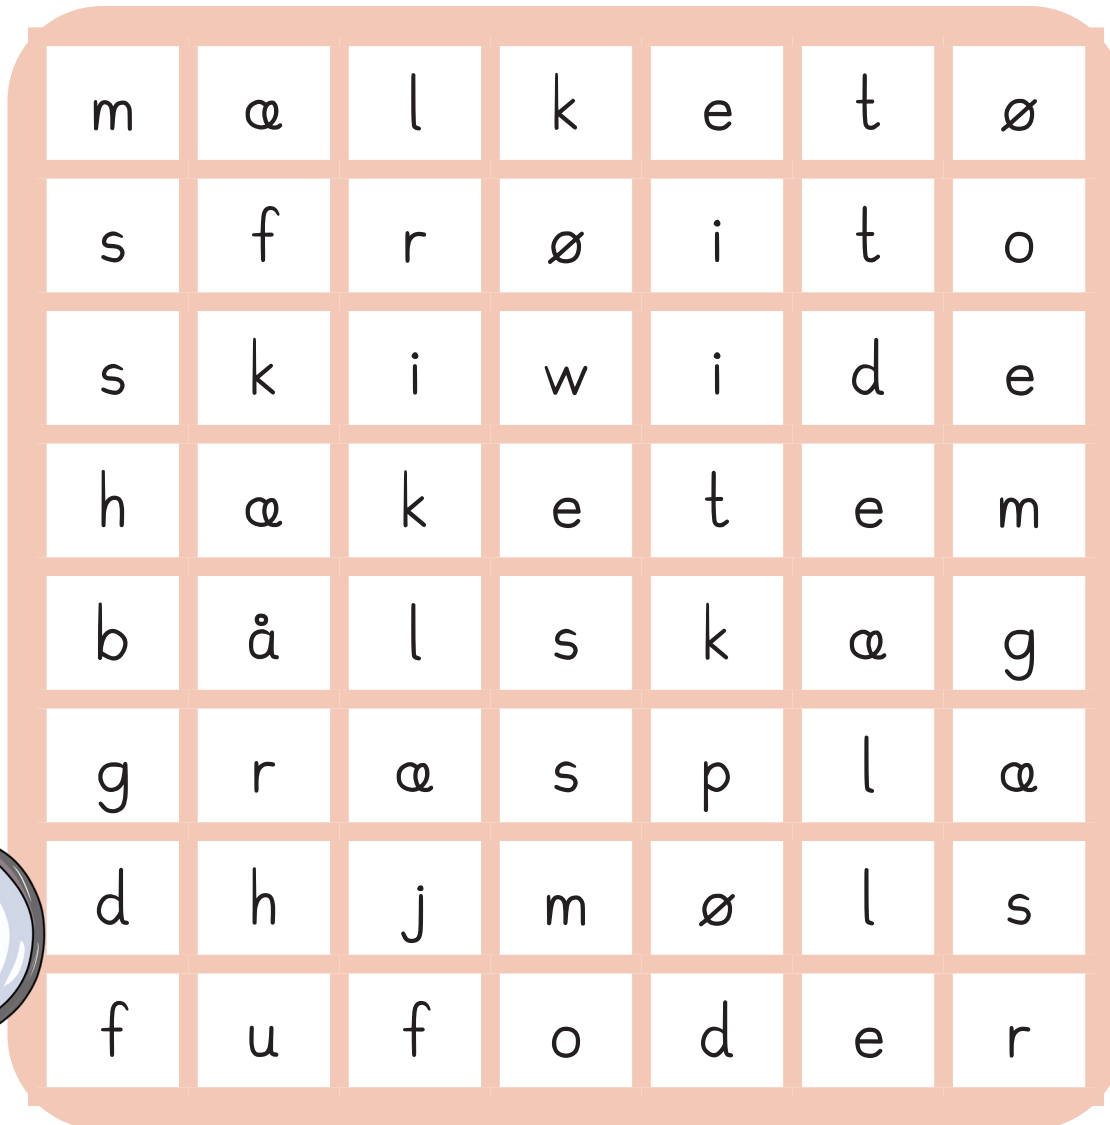 m æ l k e t ø
s f r ø i t o
s k i w i d e
h æ k e t e m
b å l s k æ g
g r æ s p l æ
d h j m ø l s
f u f o d e r